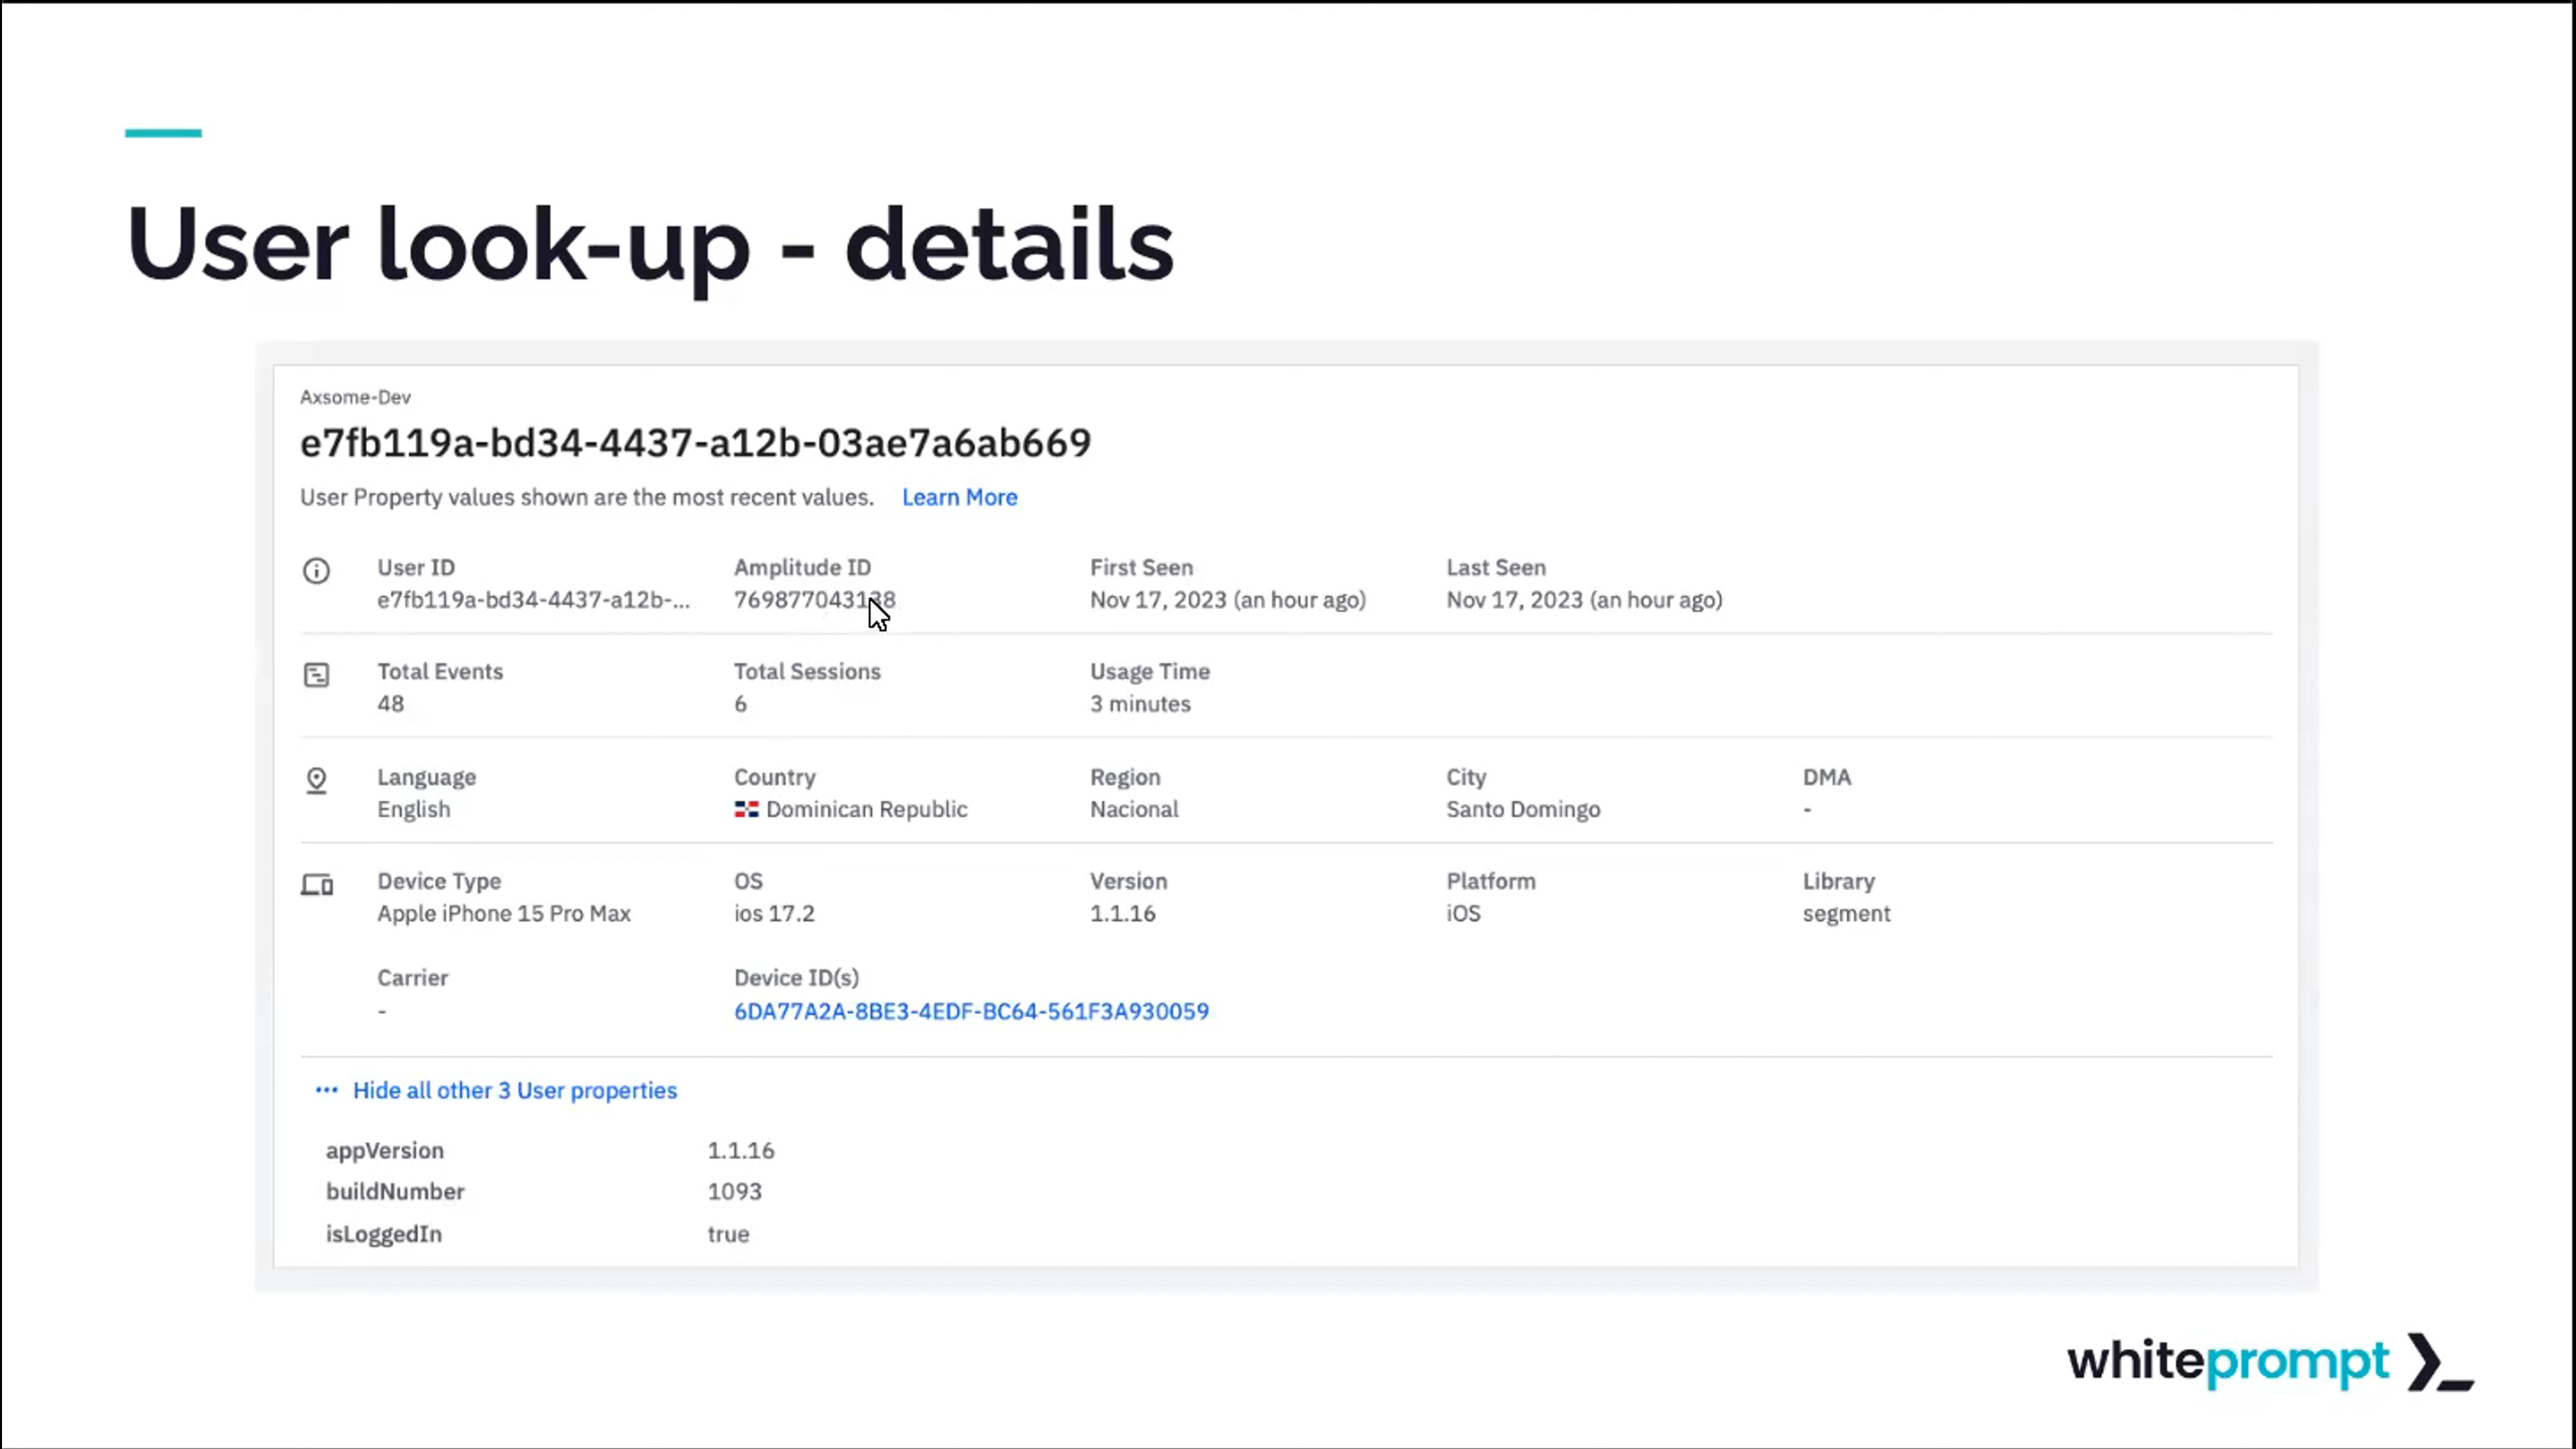 User look-up - details
Axsome-Dev
e7fb119a-bd34-4437-a12b-03ae7a6ab669
User Property values shown are the most recent values. Learn More
User ID Amplitude ID First Seen Last Seen
e7fb119a-bd34-4437-a12b-... 769877043138 Nov 17, 2023 (an hour ago) Nov 17, 2023 (an hour ago)
Total Events Total Sessions Usage Time
48 6 3 minutes
Language Country Region City DMA
English Dominican Republic Nacional Santo Domingo -
Device Type OS Version Platform Library
Apple iPhone 15 Pro Max ios 17.2 1.1.16 iOS segment
Carrier Device ID(s)
- 6DA77A2A-8BE3-4EDF-BC64-561F3A930059
... Hide all other 3 User properties
appVersion 1.1.16
buildNumber 1093
isLoggedIn true
whiteprompt